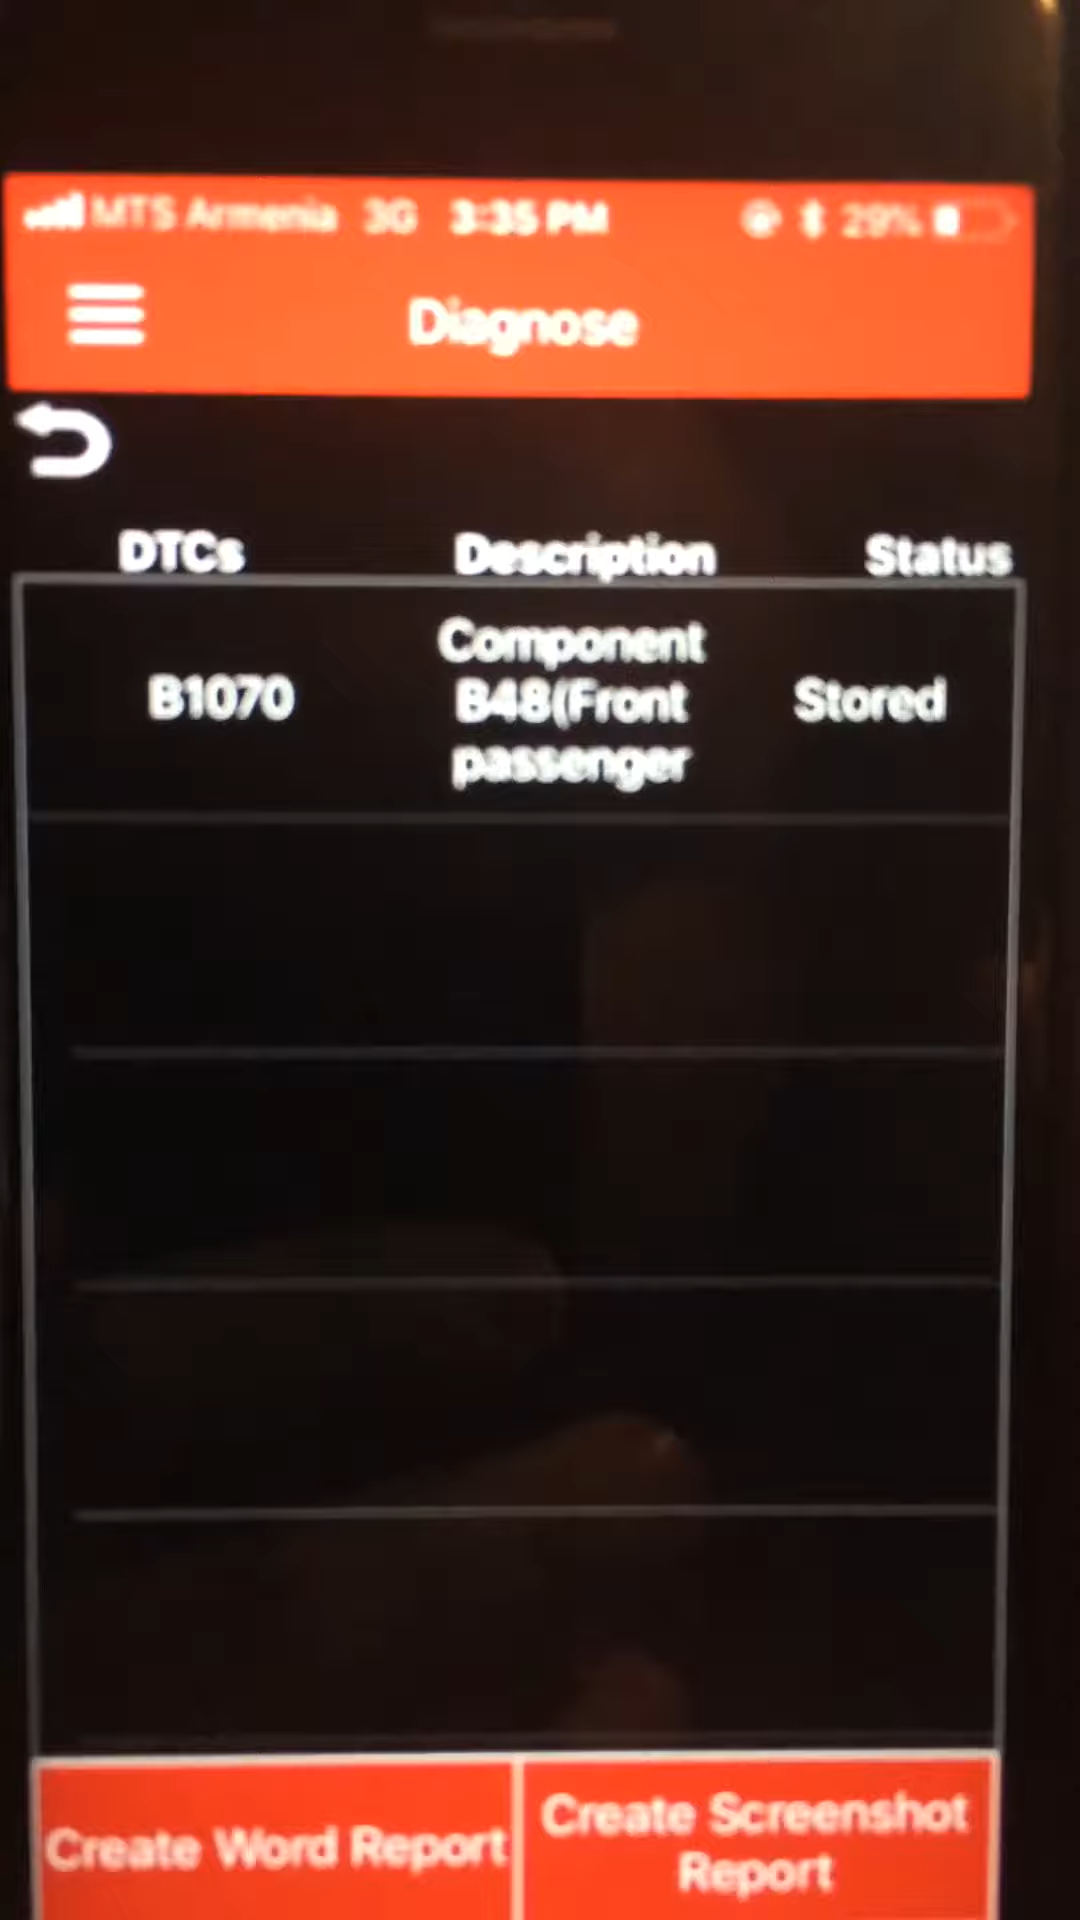 MTS Armenia 3G 3:35 PM 29%
Diagnose
DTCs Description Status
B1070 Component B48(Front passenger Stored
Create Word Report
Create Screenshot Report